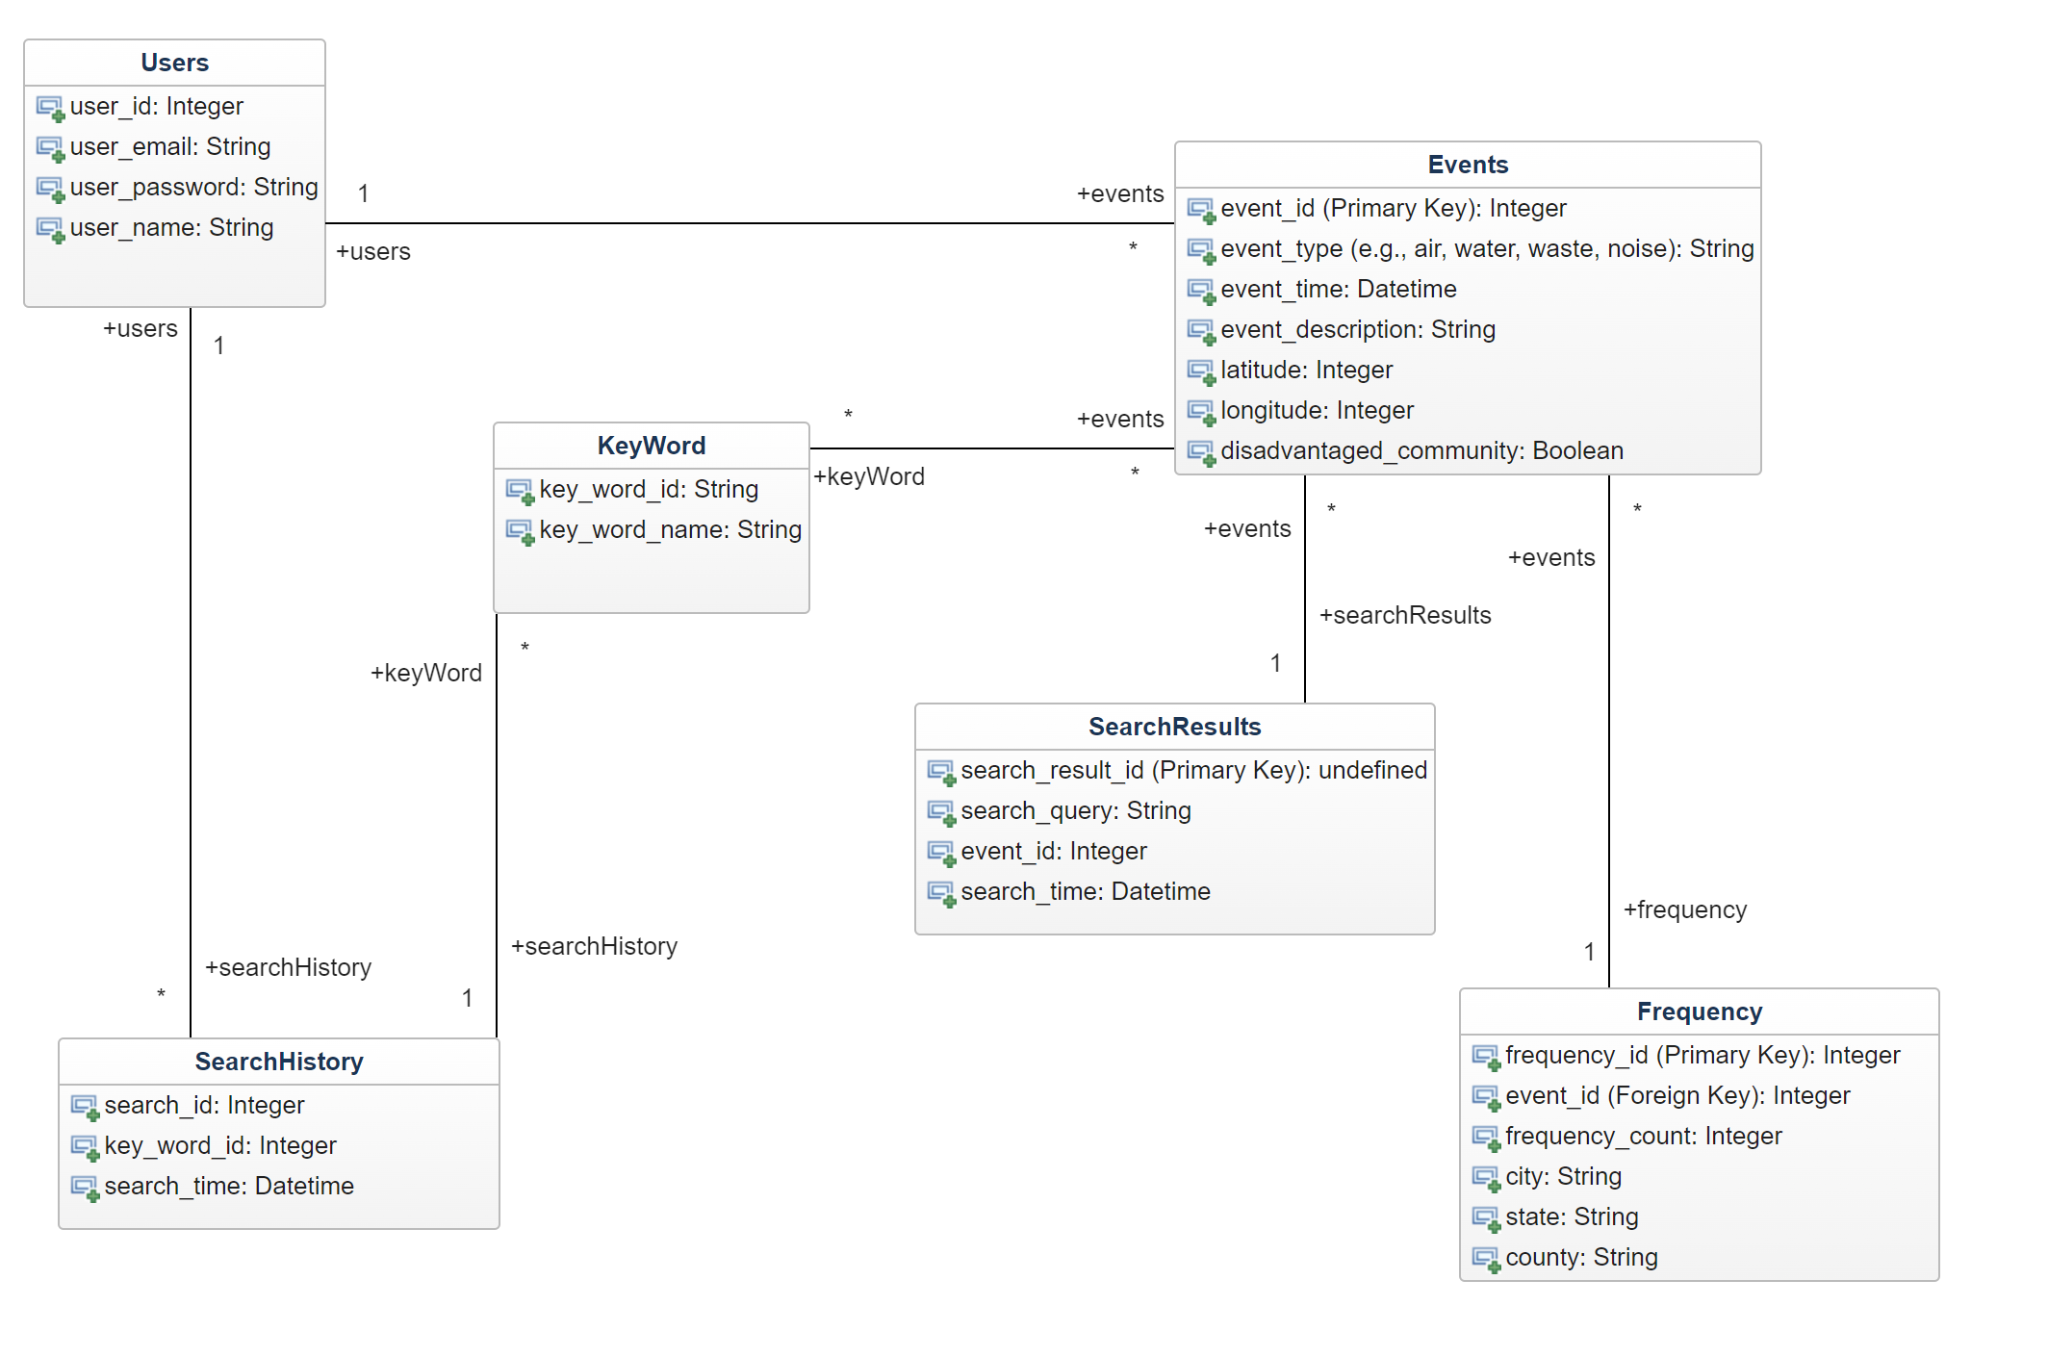 Users
user_id: Integer
user_email: String
user_password: String
user_name: String
1
+events
+users
*
Events
event_id (Primary Key): Integer
event_type (e.g., air, water, waste, noise): String
event_time: Datetime
event_description: String
latitude: Integer
longitude: Integer
disadvantaged_community: Boolean
+users
1
*
+events
+keyWord
*
KeyWord
key_word_id: String
key_word_name: String
*
+events
*
+events
+searchResults
1
*
+keyWord
SearchResults
search_result_id (Primary Key): undefined
search_query: String
event_id: Integer
search_time: Datetime
+frequency
1
+searchHistory
*
+searchHistory
1
SearchHistory
search_id: Integer
key_word_id: Integer
search_time: Datetime
Frequency
frequency_id (Primary Key): Integer
event_id (Foreign Key): Integer
frequency_count: Integer
city: String
state: String
county: String